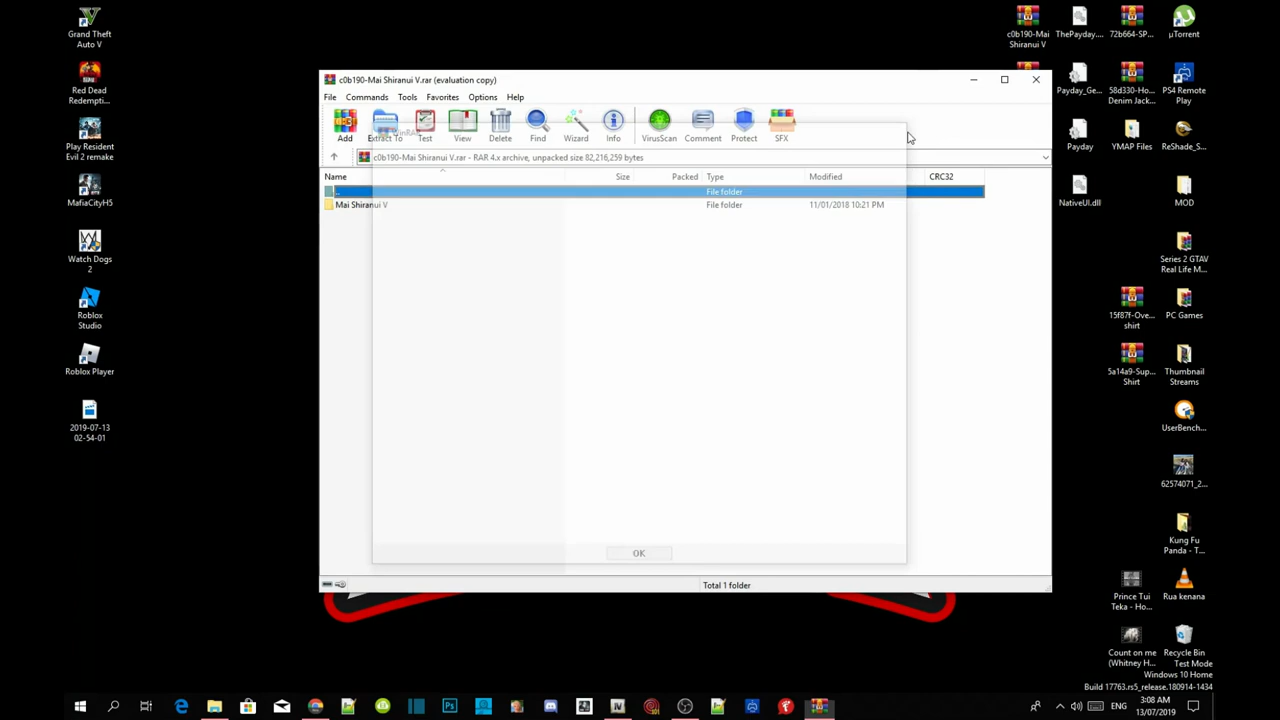 Grand Theft
Auto V
Red Dead
Redemptio...
Play Resident
Evil 2 remake
MafiaCityH5
Watch Dogs
2
Roblox
Studio
Roblox Player
2019-07-13
02-54-01
c0b190-Mai Shiranui V.rar (evaluation copy)
File Commands Tools Favorites Options Help
Add Extract To Test View Delete Find Wizard Info VirusScan Comment Protect SFX
WinRAR
c0b190-Mai Shiranui V.rar - RAR 4.x archive, unpacked size 82,216,259 bytes
Name Size Packed Type Modified CRC32
.. File folder
Mai Shiranui V File folder 11/01/2018 10:21 PM
OK
Total 1 folder
c0b190-Mai
Shiranui V
ThePayday....
72b664-SP...
µTorrent
Payday_Ge...
58d330-Ho...
Denim Jack...
PS4 Remote
Play
Payday
YMAP Files
ReShade_S...
NativeUI.dll
MOD
Series 2 GTAV
Real Life M...
15f87f-Ove...
shirt
PC Games
5a14a9-Sup...
Shirt
Thumbnail
Streams
UserBench...
62574071_2...
Kung Fu
Panda - T...
Prince Tui
Teka - Ho...
Rua kenana
Count on me
(Whitney H...
Recycle Bin
Test Mode
Windows 10 Home
Build 17763.rs5_release.180914-1434
ENG
3:08 AM
13/07/2019